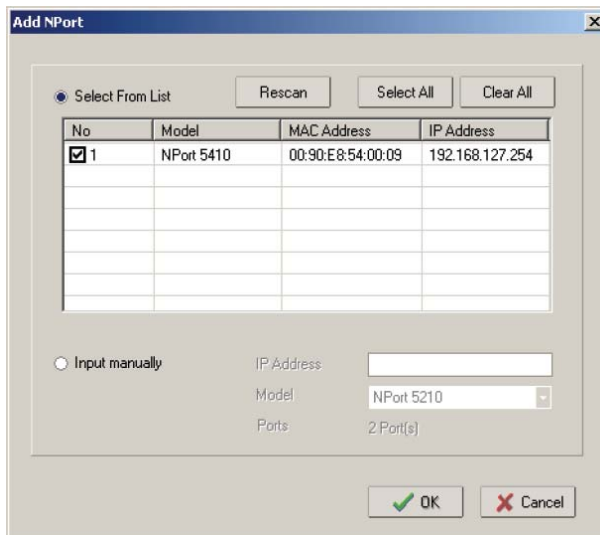 Add NPort
Select From List Rescan Select All Clear All
No Model MAC Address IP Address
1 NPort 5410 00:90:E8:54:00:09 192.168.127.254
Input manually IP Address
Model NPort 5210
Ports 2 Port(s)
OK Cancel